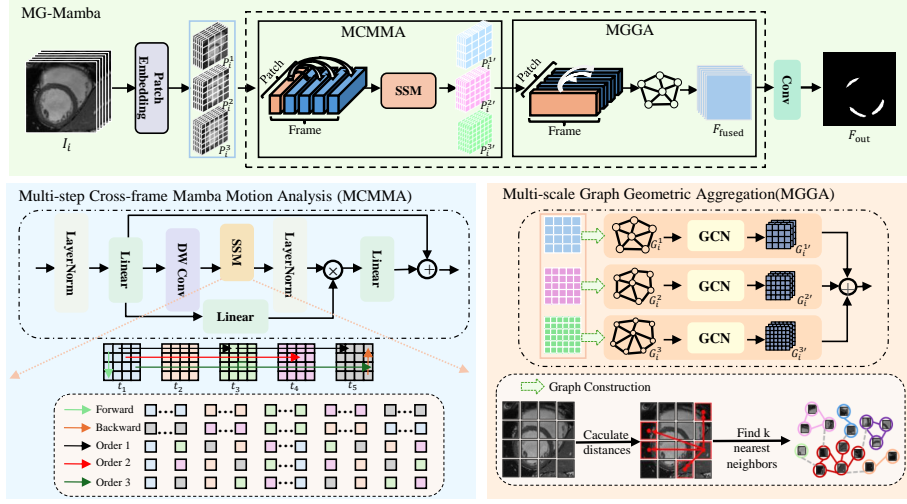 MG-Mamba
I_i
Patch
Embedding
P_i^1
P_i^2
P_i^3
MCMMA
Patch
Frame
SSM
P_i^1'
P_i^2'
P_i^3'
MGGA
Patch
Frame
F_fused
Conv
F_out
Multi-step Cross-frame Mamba Motion Analysis (MCMMA)
LayerNorm
Linear
DW Conv
SSM
LayerNorm
Linear
Linear
t_1
t_2
t_3
t_4
t_5
Forward
Backward
Order 1
Order 2
Order 3
Multi-scale Graph Geometric Aggregation(MGGA)
G_i^1
GCN
G_i^1'
G_i^2
GCN
G_i^2'
G_i^3
GCN
G_i^3'
Graph Construction
Caculate
distances
Find k
nearest
neighbors